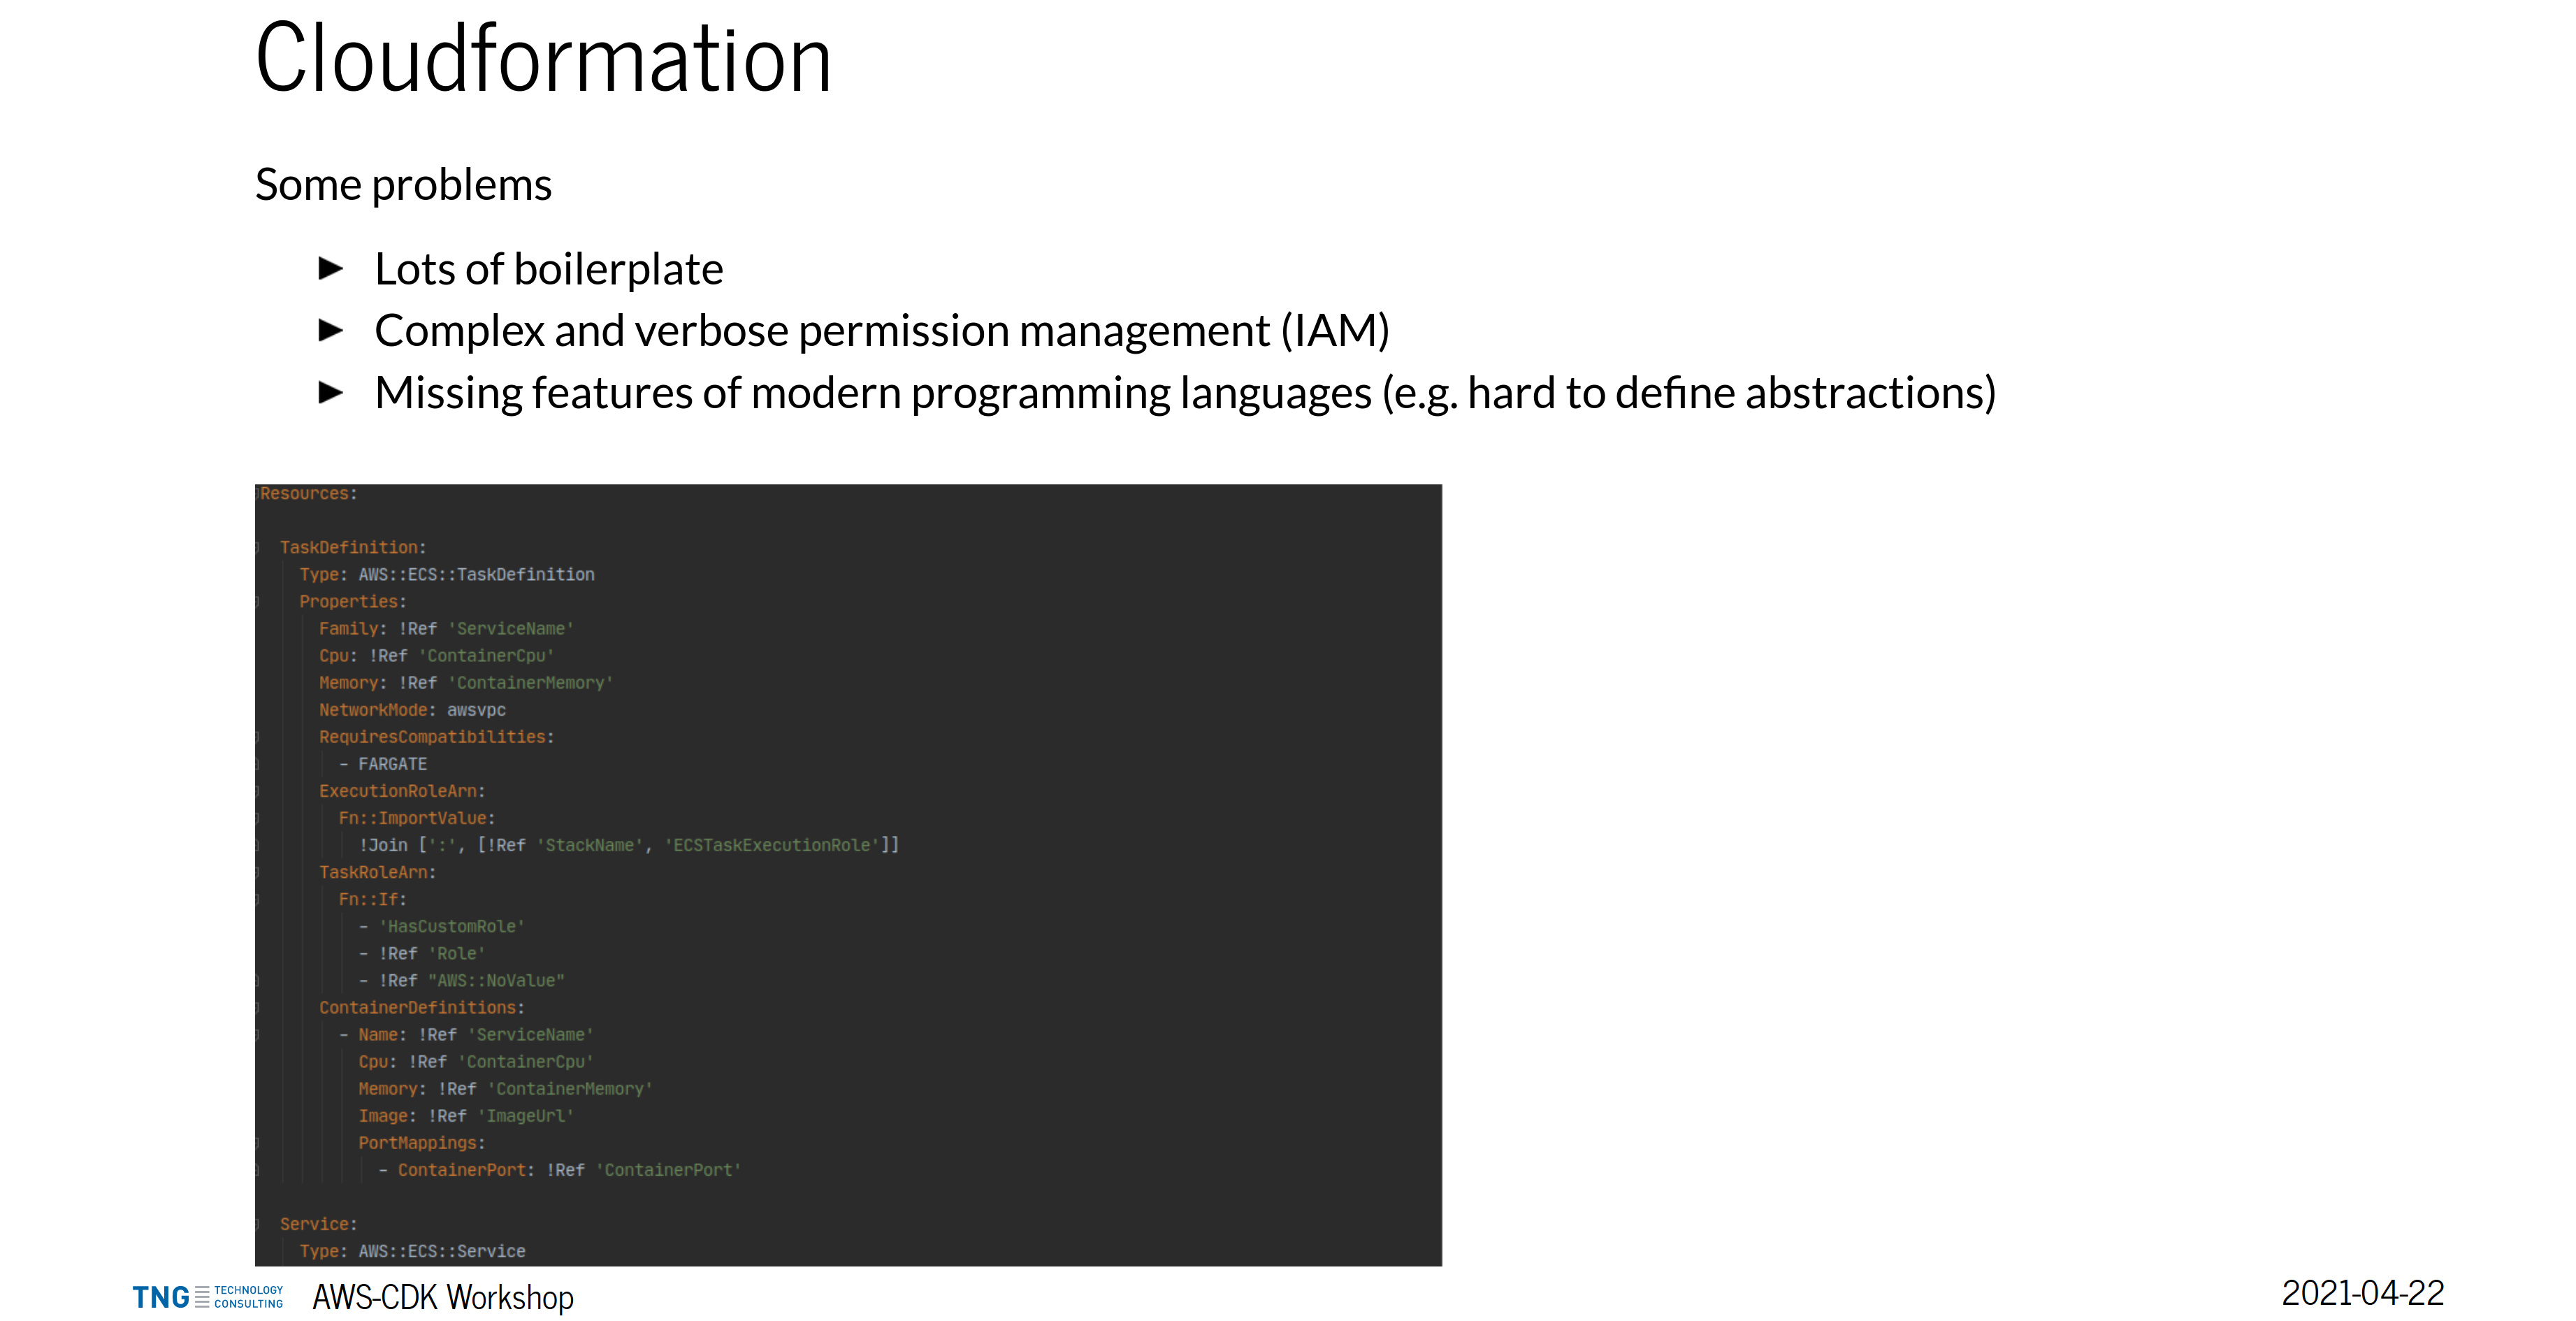 Cloudformation
Some problems
► Lots of boilerplate
► Complex and verbose permission management (IAM)
► Missing features of modern programming languages (e.g. hard to define abstractions)
Resources:
TaskDefinition:
Type: AWS::ECS::TaskDefinition
Properties:
Family: !Ref 'ServiceName'
Cpu: !Ref 'ContainerCpu'
Memory: !Ref 'ContainerMemory'
NetworkMode: awsvpc
RequiresCompatibilities:
- FARGATE
ExecutionRoleArn:
Fn::ImportValue:
!Join [':', [!Ref 'StackName', 'ECSTaskExecutionRole']]
TaskRoleArn:
Fn::If:
- 'HasCustomRole'
- !Ref 'Role'
- !Ref "AWS::NoValue"
ContainerDefinitions:
- Name: !Ref 'ServiceName'
Cpu: !Ref 'ContainerCpu'
Memory: !Ref 'ContainerMemory'
Image: !Ref 'ImageUrl'
PortMappings:
- ContainerPort: !Ref 'ContainerPort'
Service:
Type: AWS::ECS::Service
TNG TECHNOLOGY CONSULTING AWS-CDK Workshop 2021-04-22